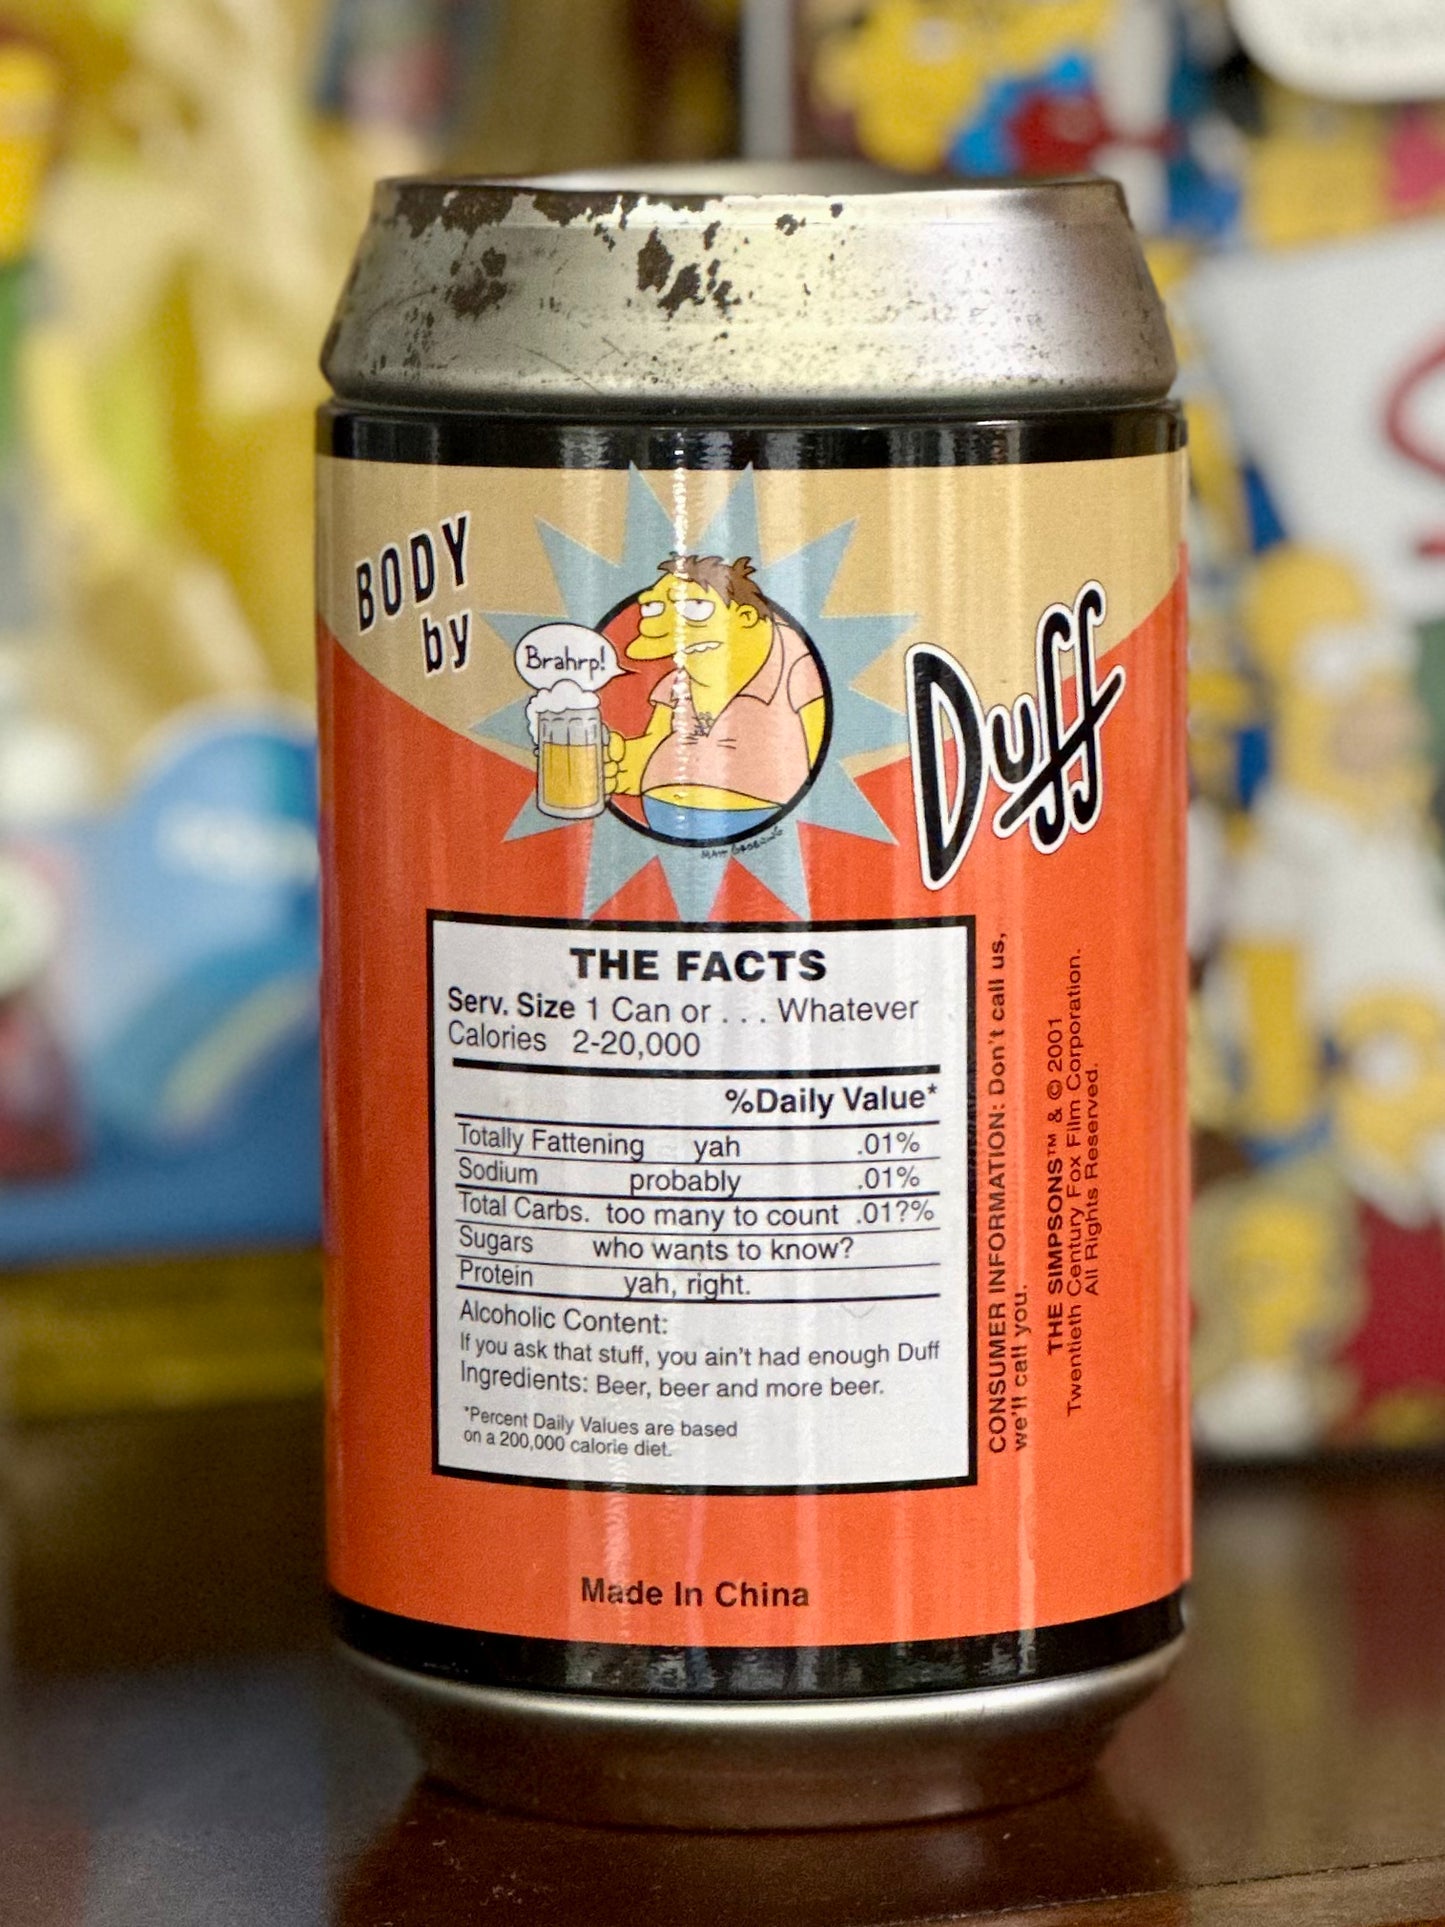 BODY
by
Brahrp!
Duff
MATT GROENING
THE FACTS
Serv. Size 1 Can or . . . Whatever
Calories 2-20,000
%Daily Value*
Totally Fattening yah .01%
Sodium probably .01%
Total Carbs. too many to count .01?%
Sugars who wants to know?
Protein yah, right.
Alcoholic Content:
If you ask that stuff, you ain't had enough Duff
Ingredients: Beer, beer and more beer.
*Percent Daily Values are based
on a 200,000 calorie diet.
CONSUMER INFORMATION: Don't call us,
we'll call you.
THE SIMPSONS™ & © 2001
Twentieth Century Fox Film Corporation.
All Rights Reserved.
Made In China